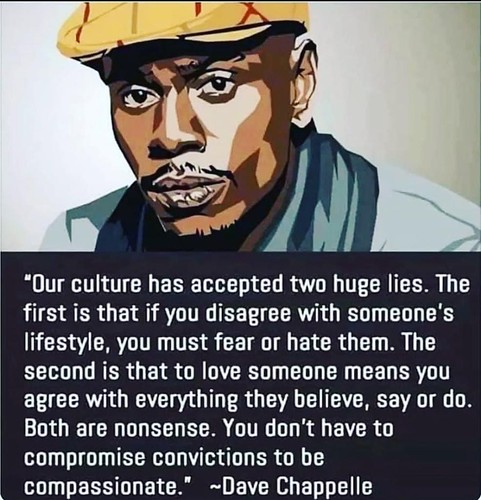 "Our culture has accepted two huge lies. The
first is that if you disagree with someone's
lifestyle, you must fear or hate them. The
second is that to love someone means you
agree with everything they believe, say or do.
Both are nonsense. You don't have to
compromise convictions to be
compassionate." ~Dave Chappelle